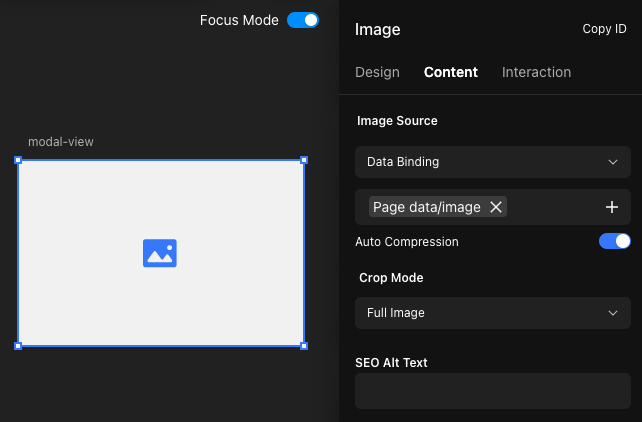 Focus Mode
modal-view
Image
Copy ID
Design
Content
Interaction
Image Source
Data Binding
Page data/image
Auto Compression
Crop Mode
Full Image
SEO Alt Text